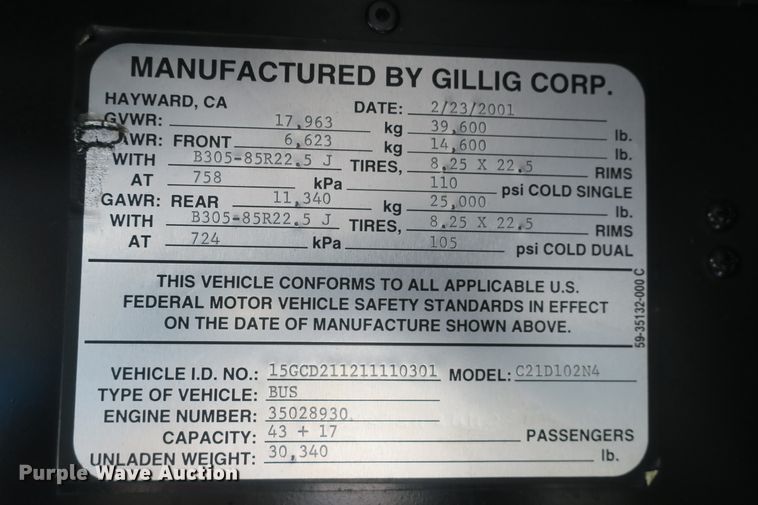 MANUFACTURED BY GILLIG CORP.
HAYWARD, CA DATE: 2/23/2001
GVWR: 17,963 kg 39,600 lb.
AWR: FRONT 6,623 kg 14,600 lb.
WITH B305-85R22.5 J TIRES, 8.25 X 22.5 RIMS
AT 758 kPa 110 psi COLD SINGLE
GAWR: REAR 11,340 kg 25,000 lb.
WITH B305-85R22.5 J TIRES, 8.25 X 22.5 RIMS
AT 724 kPa 105 psi COLD DUAL
THIS VEHICLE CONFORMS TO ALL APPLICABLE U.S.
FEDERAL MOTOR VEHICLE SAFETY STANDARDS IN EFFECT
ON THE DATE OF MANUFACTURE SHOWN ABOVE.
59-35132-000 C
VEHICLE I.D. NO.: 15GCD211211110301 MODEL: C21D102N4
TYPE OF VEHICLE: BUS
ENGINE NUMBER: 35028930
CAPACITY: 43 + 17 PASSENGERS
UNLADEN WEIGHT: 30,340 lb.
Purple Wave Auction